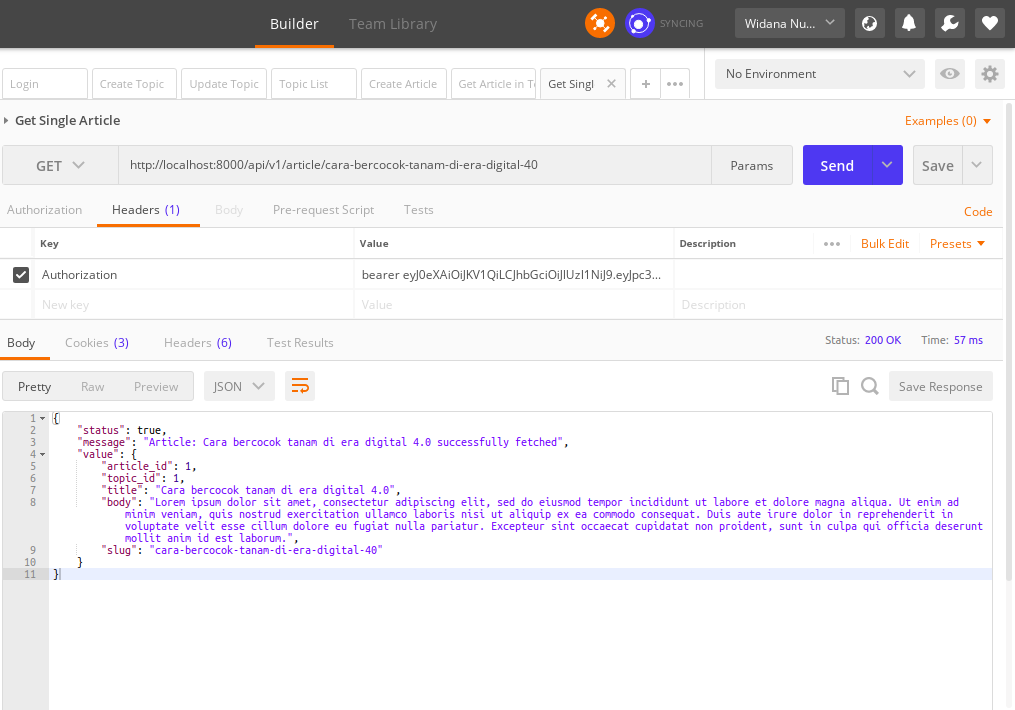 Builder Team Library SYNCING Widana Nu...
Login Create Topic Update Topic Topic List Create Article Get Article in T Get Singl No Environment
Get Single Article Examples (0)
GET http://localhost:8000/api/v1/article/cara-bercocok-tanam-di-era-digital-40 Params Send Save
Authorization Headers (1) Body Pre-request Script Tests Code
Key Value Description Bulk Edit Presets
Authorization bearer eyJ0eXAiOiJKV1QiLCJhbGciOiJIUzI1NiJ9.eyJpc3...
New key Value Description
Body Cookies (3) Headers (6) Test Results Status: 200 OK Time: 57 ms
Pretty Raw Preview JSON Save Response
1 {
2 "status": true,
3 "message": "Article: Cara bercocok tanam di era digital 4.0 successfully fetched",
4 "value": {
5 "article_id": 1,
6 "topic_id": 1,
7 "title": "Cara bercocok tanam di era digital 4.0",
8 "body": "Lorem ipsum dolor sit amet, consectetur adipiscing elit, sed do eiusmod tempor incididunt ut labore et dolore magna aliqua. Ut enim ad
minim veniam, quis nostrud exercitation ullamco laboris nisi ut aliquip ex ea commodo consequat. Duis aute irure dolor in reprehenderit in
voluptate velit esse cillum dolore eu fugiat nulla pariatur. Excepteur sint occaecat cupidatat non proident, sunt in culpa qui officia deserunt
mollit anim id est laborum.",
9 "slug": "cara-bercocok-tanam-di-era-digital-40"
10 }
11 }